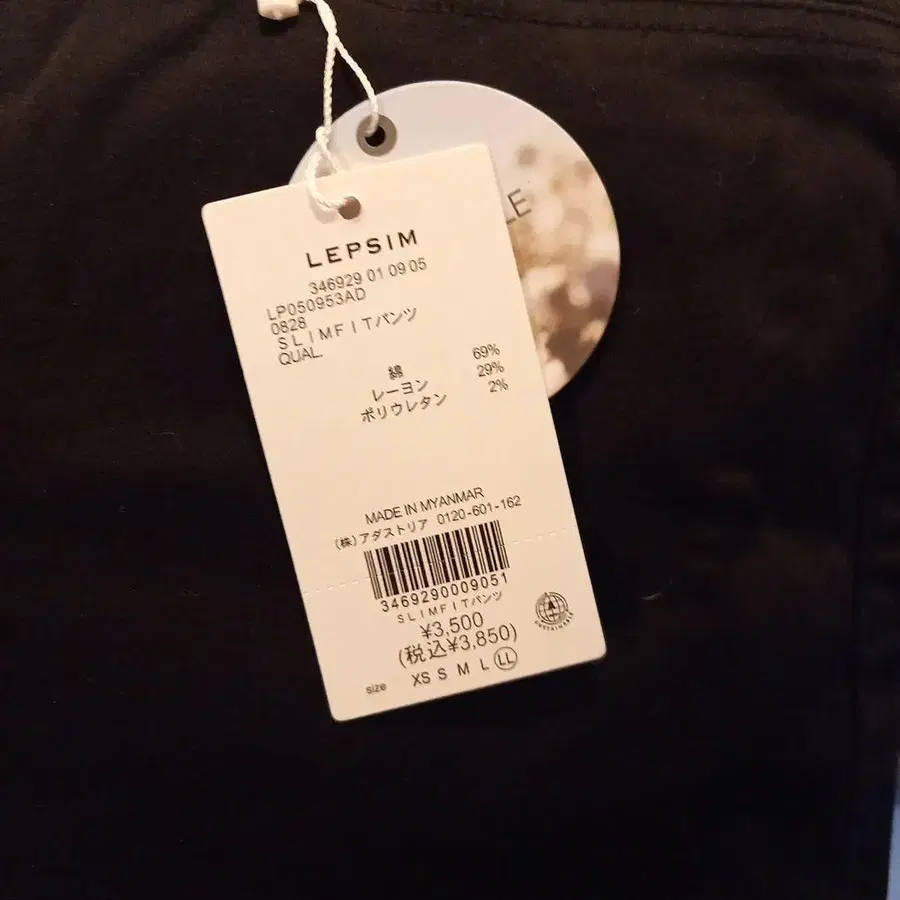 LE
LEPSIM
346929 01 09 05
LP050953AD
0828
SLIMFITパンツ
QUAL.
綿 69%
レーヨン 29%
ポリウレタン 2%
MADE IN MYANMAR
(株)アダストリア 0120-601-162
3469290009051
SLIMFITパンツ
¥3,500
(税込¥3,850)
size XS S M L LL